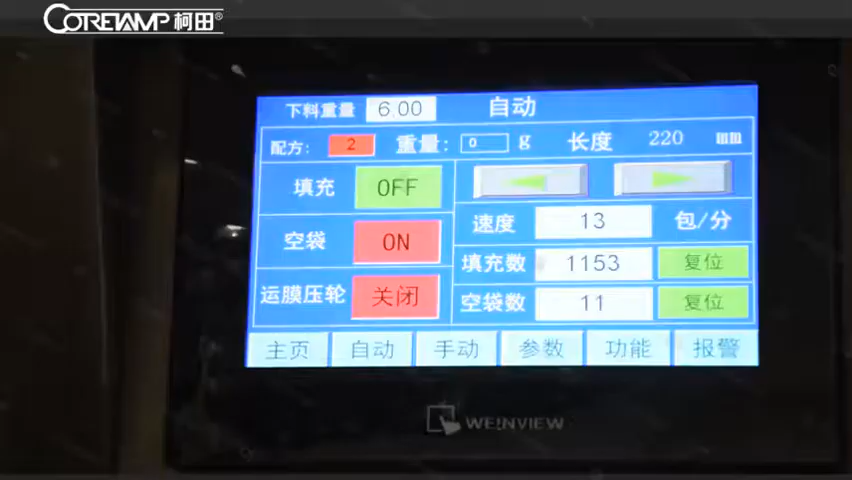 CORETAMP 柯田®
下料重量 6.00 自动
配方: 2 重量: 0 g 长度 220 mm
填充 OFF
空袋 ON
速度 13 包/分
填充数 1153 复位
运膜压轮 关闭
空袋数 11 复位
主页 自动 手动 参数 功能 报警
WEINVIEW